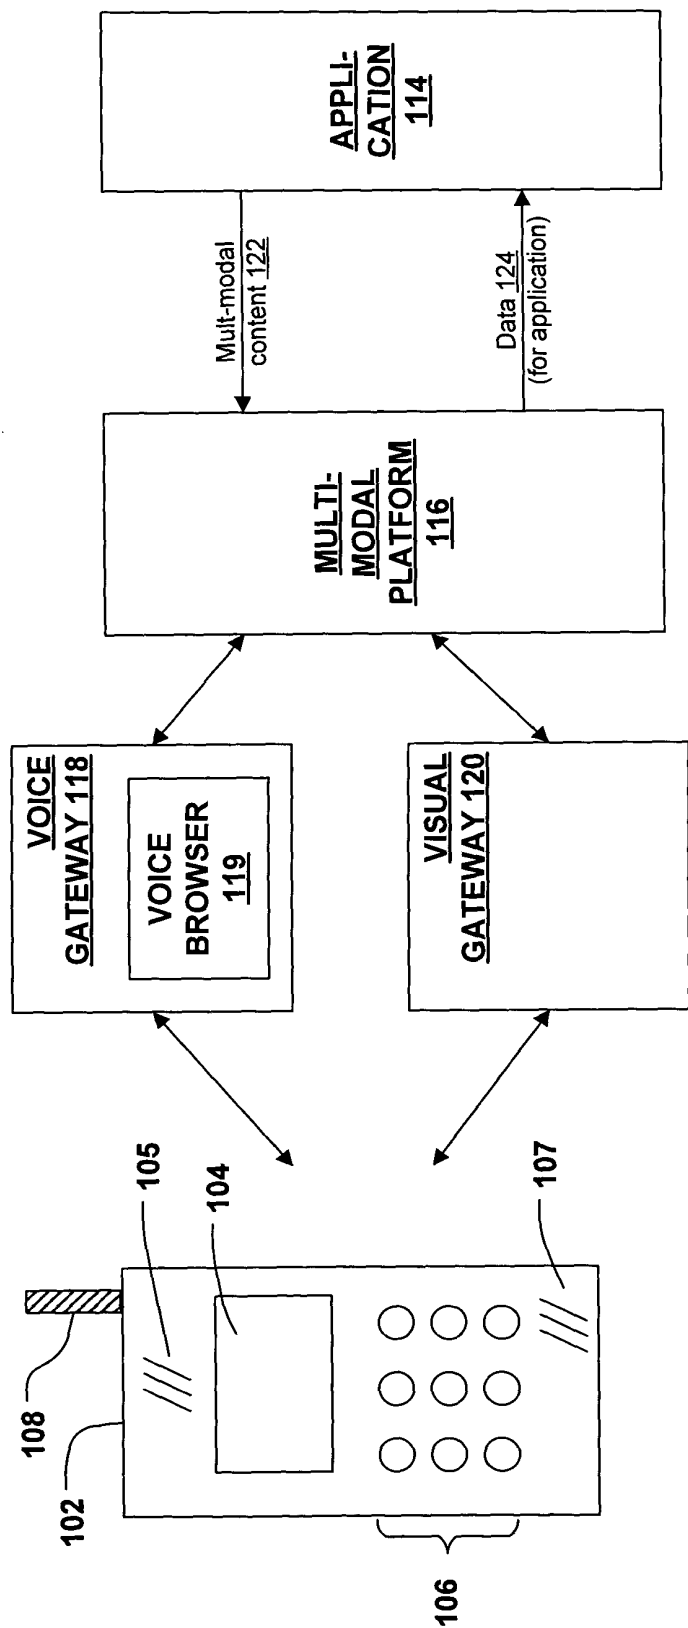 108
102
105
104
106
107
VOICE
GATEWAY 118
VOICE
BROWSER
119
VISUAL
GATEWAY 120
MULTI-
MODAL
PLATFORM
116
Mult-modal
content 122
Data 124
(for application)
APPLI-
CATION
114